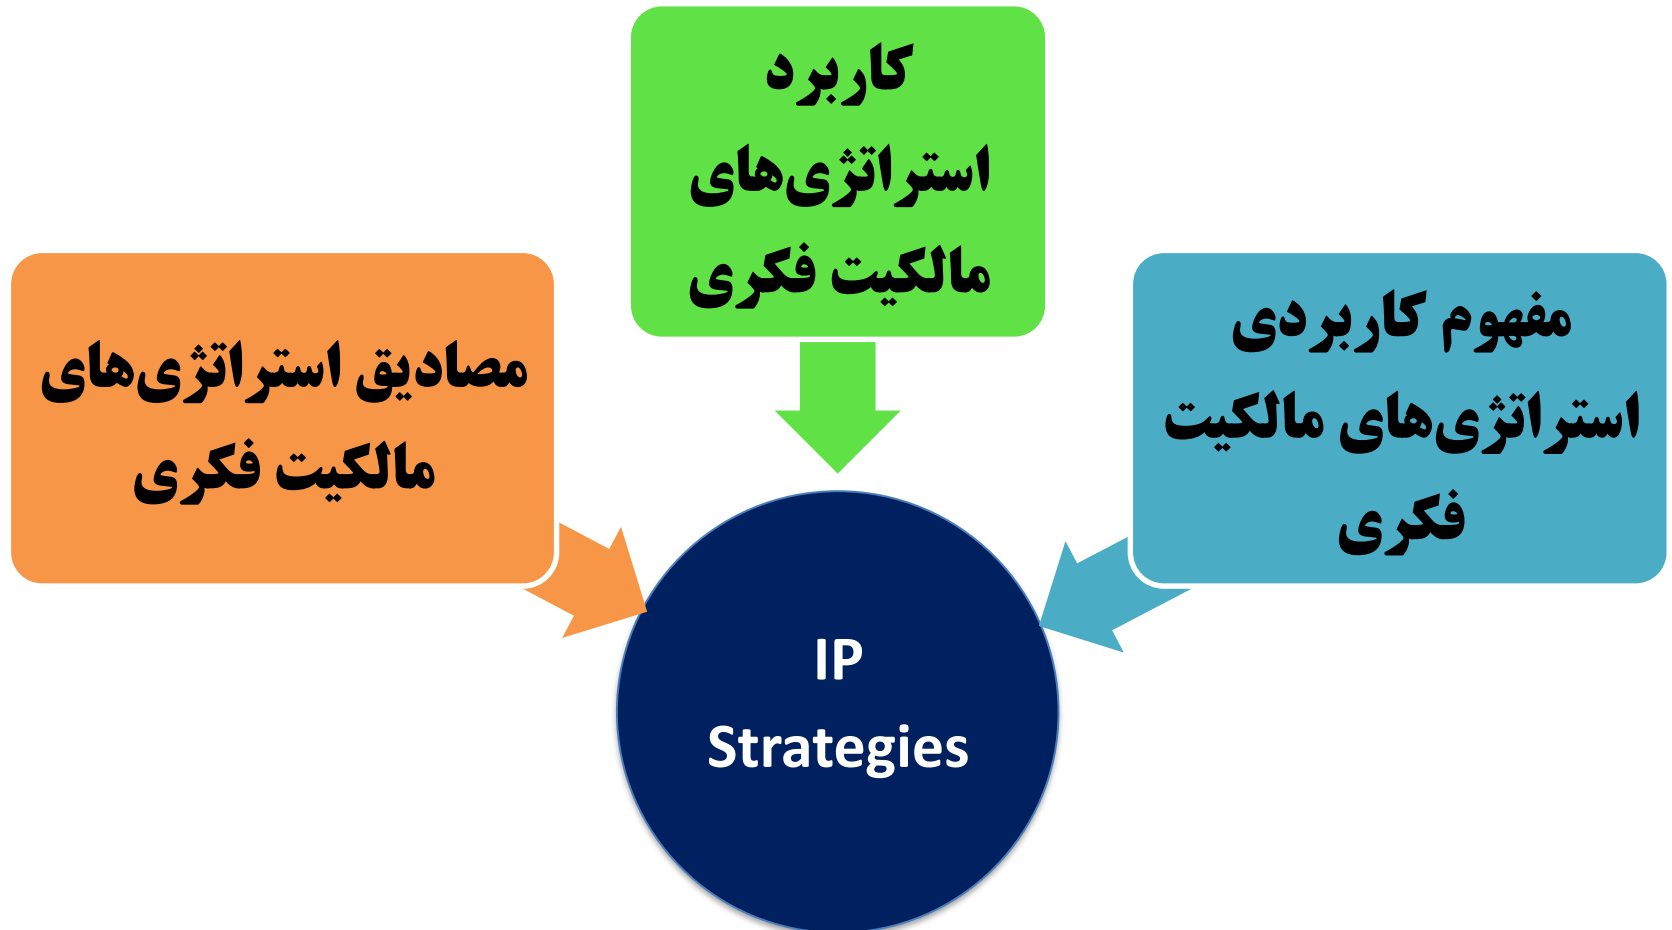 کاربرد
استراتژی‌های
مالکیت فکری
مفهوم کاربردی
استراتژی‌های مالکیت
فکری
مصادیق استراتژی‌های
مالکیت فکری
IP
Strategies